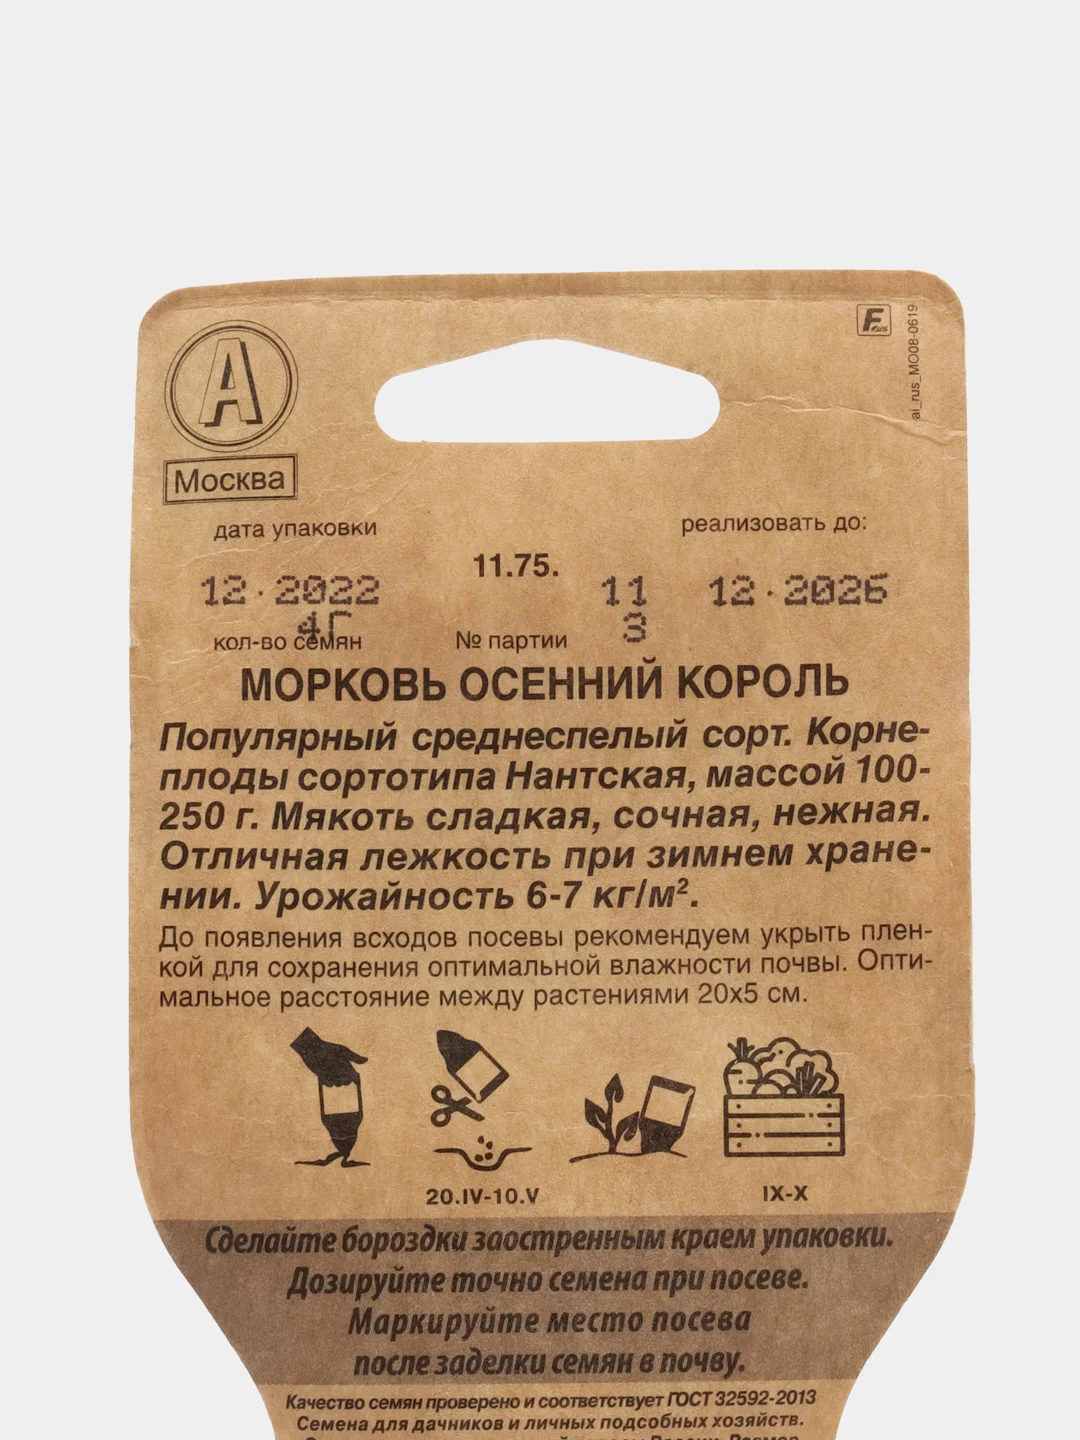 А
Москва
F Rus
ai_rus_MO08-0619
дата упаковки
реализовать до:
11.75.
12·2022
11
12·2026
4Г
3
кол-во семян
№ партии
МОРКОВЬ ОСЕННИЙ КОРОЛЬ
Популярный среднеспелый сорт. Корне-
плоды сортотипа Нантская, массой 100-
250 г. Мякоть сладкая, сочная, нежная.
Отличная лежкость при зимнем хране-
нии. Урожайность 6-7 кг/м².
До появления всходов посевы рекомендуем укрыть плен-
кой для сохранения оптимальной влажности почвы. Опти-
мальное расстояние между растениями 20х5 см.
20.IV-10.V
IX-X
Сделайте бороздки заостренным краем упаковки.
Дозируйте точно семена при посеве.
Маркируйте место посева
после заделки семян в почву.
Качество семян проверено и соответствует ГОСТ 32592-2013
Семена для дачников и личных подсобных хозяйств.